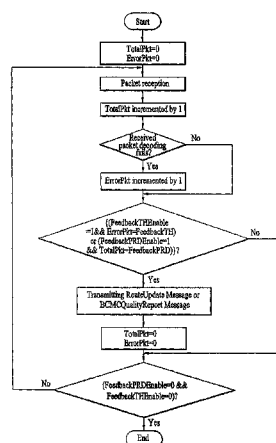 Start
TotalPkt=0
ErrorPkt=0
Packet reception
TotalPkt incremented by 1
Received
packet decoding
fails?
No
Yes
ErrorPkt incremented by 1
{(FeedbackTHEnable
=1&& ErrorPkt=FeedbackTH)
or (FeedbackPRDEnable=1
&& TotalPkt=FeedbackPRD)}?
No
Yes
Transmitting RouteUpdate Message or
BCMCQualityReport Message
TotalPkt=0
ErrorPkt=0
No
(FeedbackPRDEnable=0 &&
FeedbackTHEnable=0)?
Yes
End